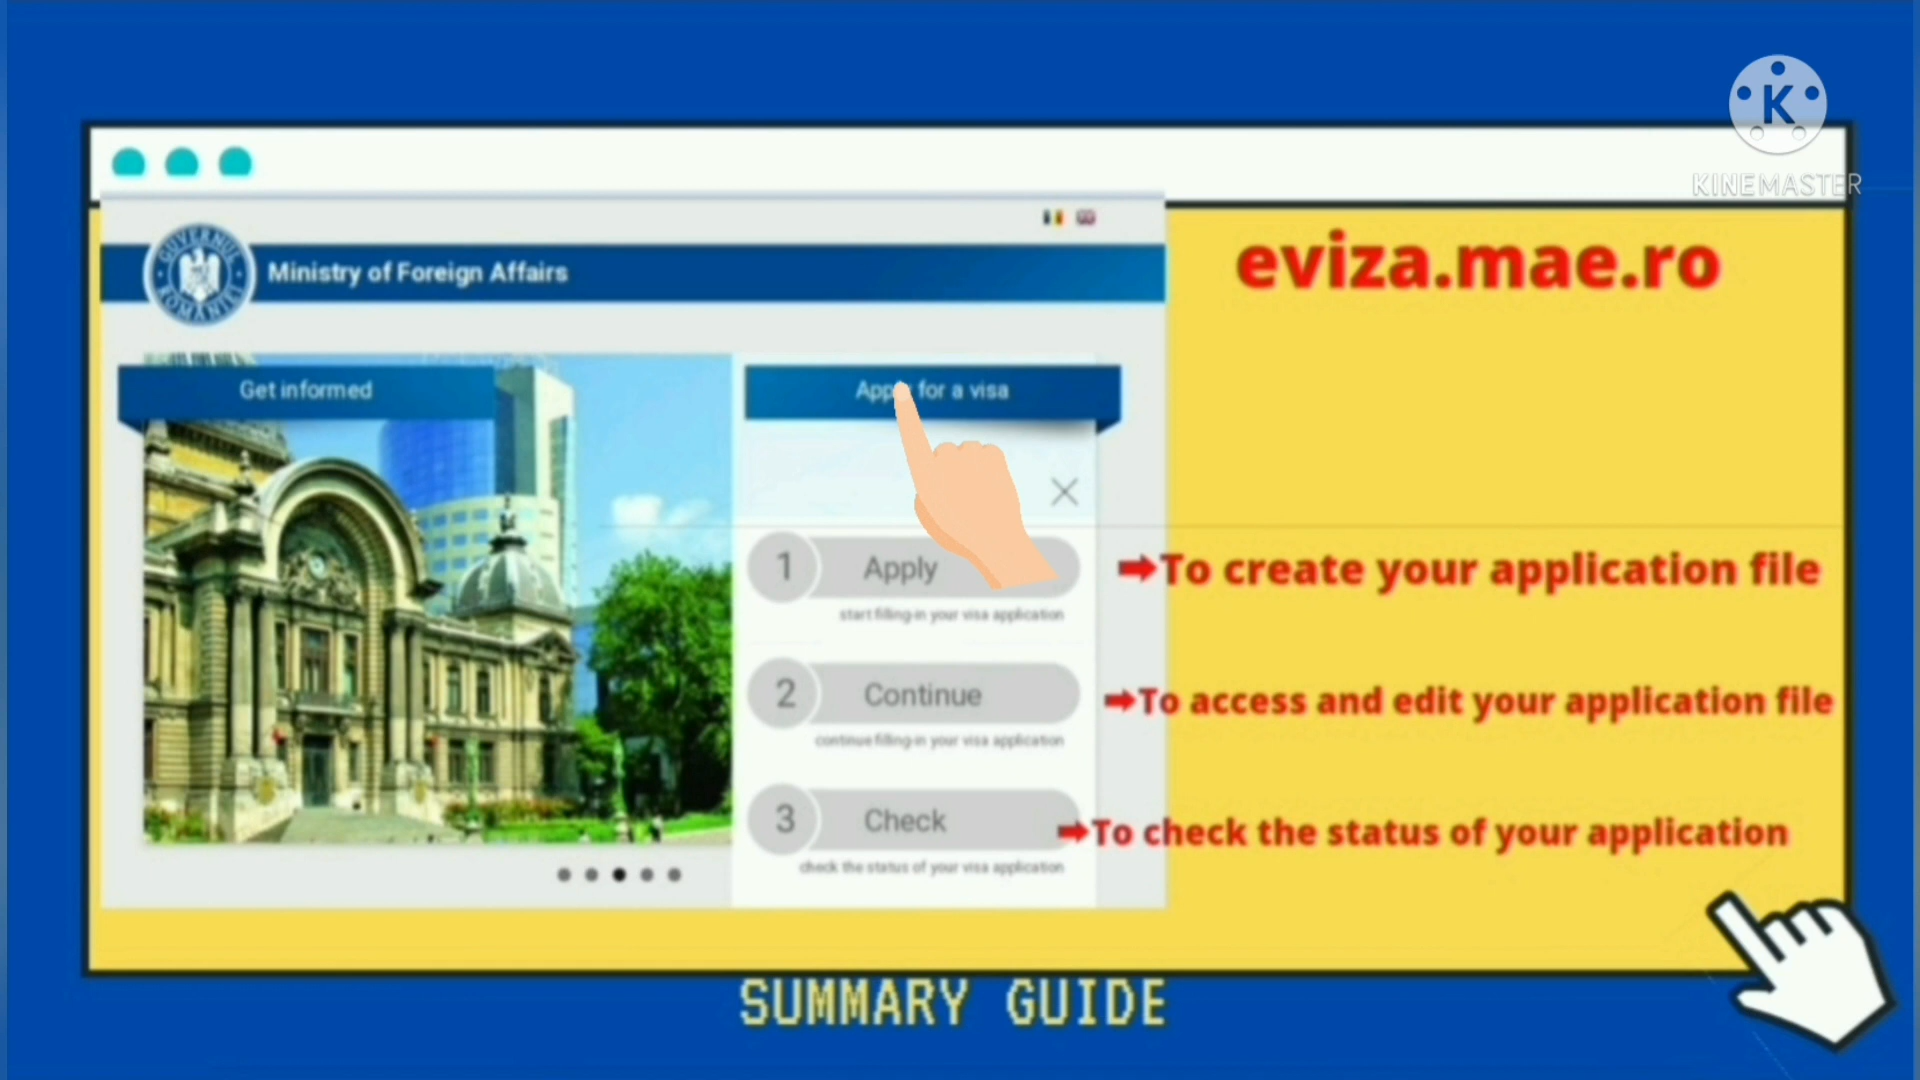 K
KINEMASTER
eviza.mae.ro
GUVERNUL
ROMÂNIEI
Ministry of Foreign Affairs
Get informed
for a visa
1
Apply
start filling-in your visa application
➡To create your application file
2
Continue
continue filling-in your visa application
➡To access and edit your application file
3
Check
check the status of your visa application
➡To check the status of your application
SUMMARY GUIDE